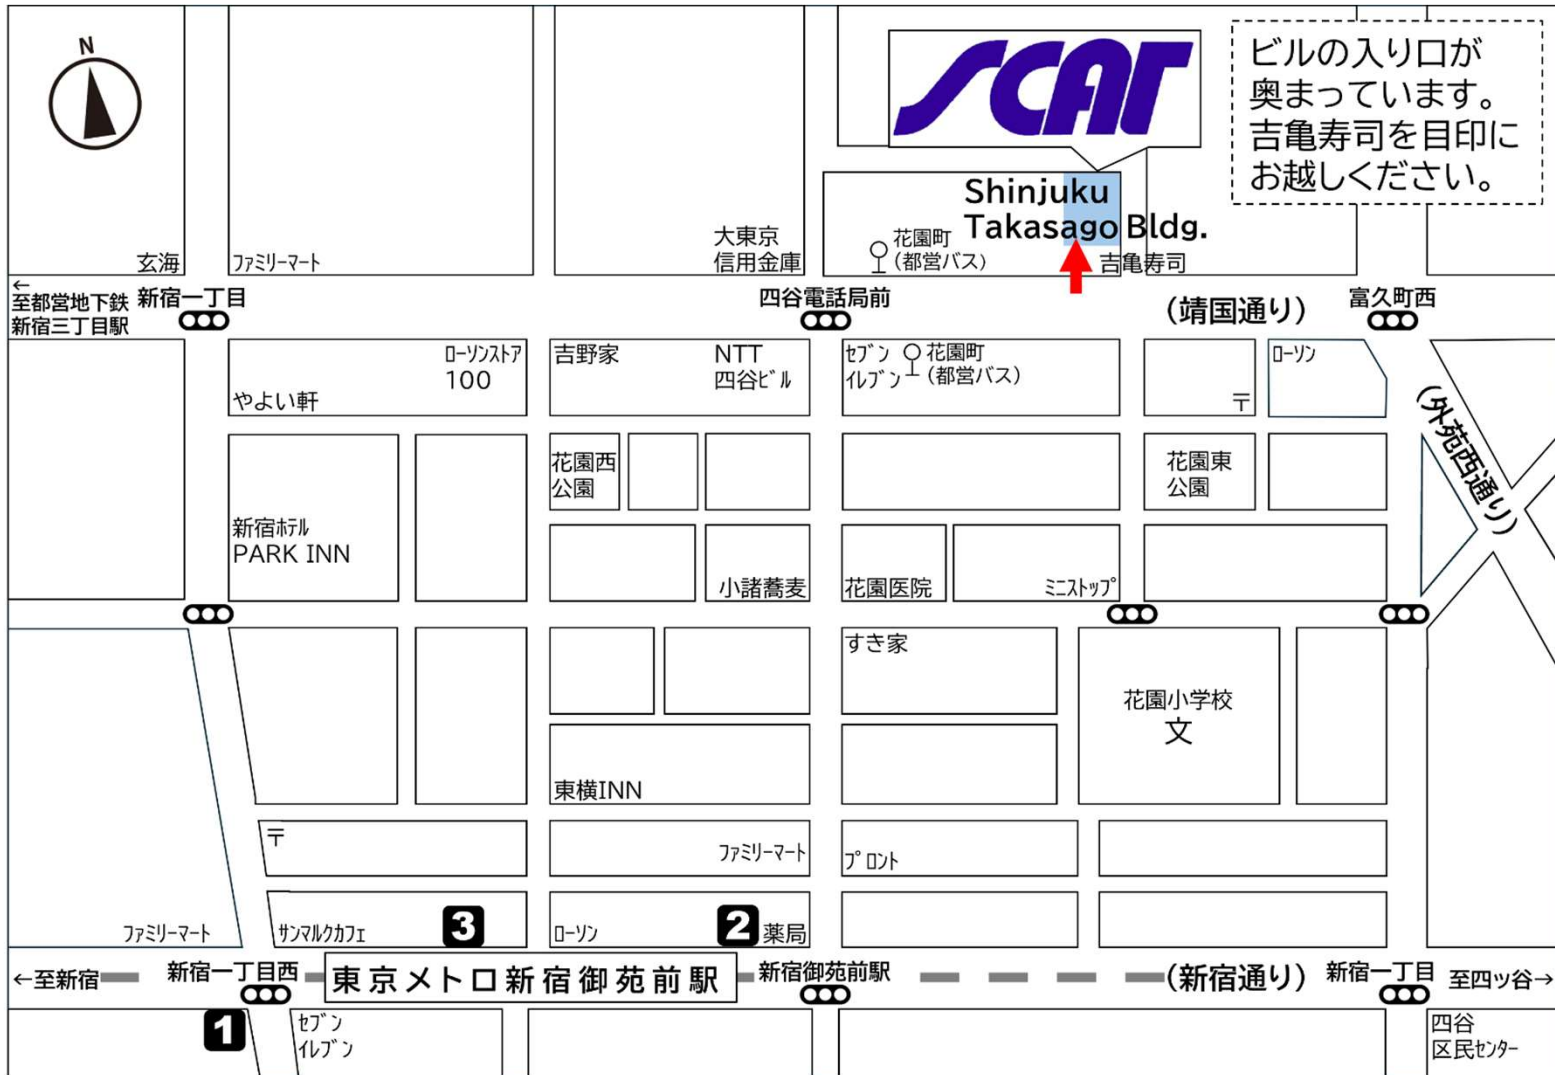 N
SCAT
ビルの入り口が
奥まっています。
吉亀寿司を目印に
お越しください。
Shinjuku
Takasago Bldg.
玄海
ファミリーマート
大東京
信用金庫
花園町
(都営バス)
吉亀寿司
←
至都営地下鉄
新宿三丁目駅
新宿一丁目
四谷電話局前
(靖国通り)
富久町西
ローソンストア
100
やよい軒
吉野家
NTT
四谷ビル
セブン
イレブン
花園町
(都営バス)
〒
ローソン
(外苑西通り)
花園西
公園
花園東
公園
新宿ホテル
PARK INN
小諸蕎麦
花園医院
ミニストップ
すき家
花園小学校
文
東横INN
〒
ファミリーマート
プロント
ファミリーマート
サンマルクカフェ
3
ローソン
2
薬局
←至新宿
新宿一丁目西
東京メトロ新宿御苑前駅
新宿御苑前駅
(新宿通り)
新宿一丁目
至四ッ谷→
1
セブン
イレブン
四谷
区民センター